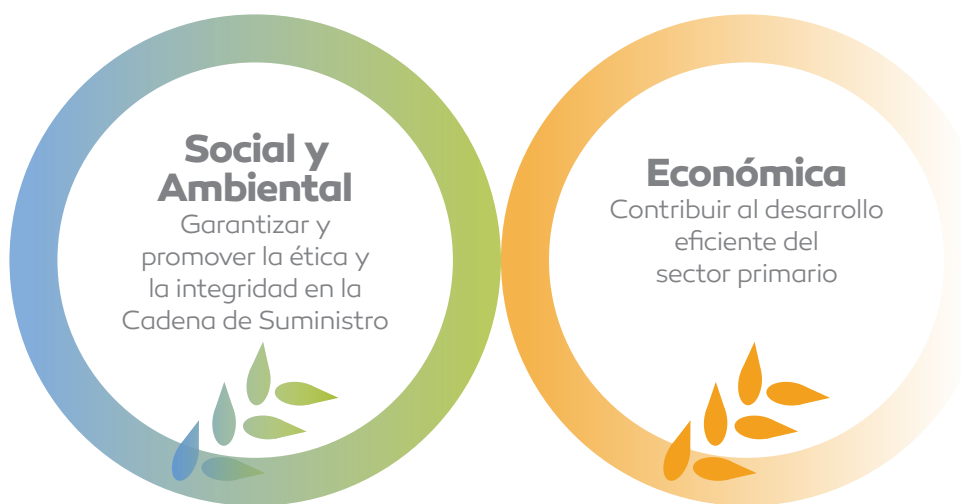 Social y
Ambiental
Garantizar y
promover la ética y
la integridad en la
Cadena de Suministro
Económica
Contribuir al desarrollo
eficiente del
sector primario